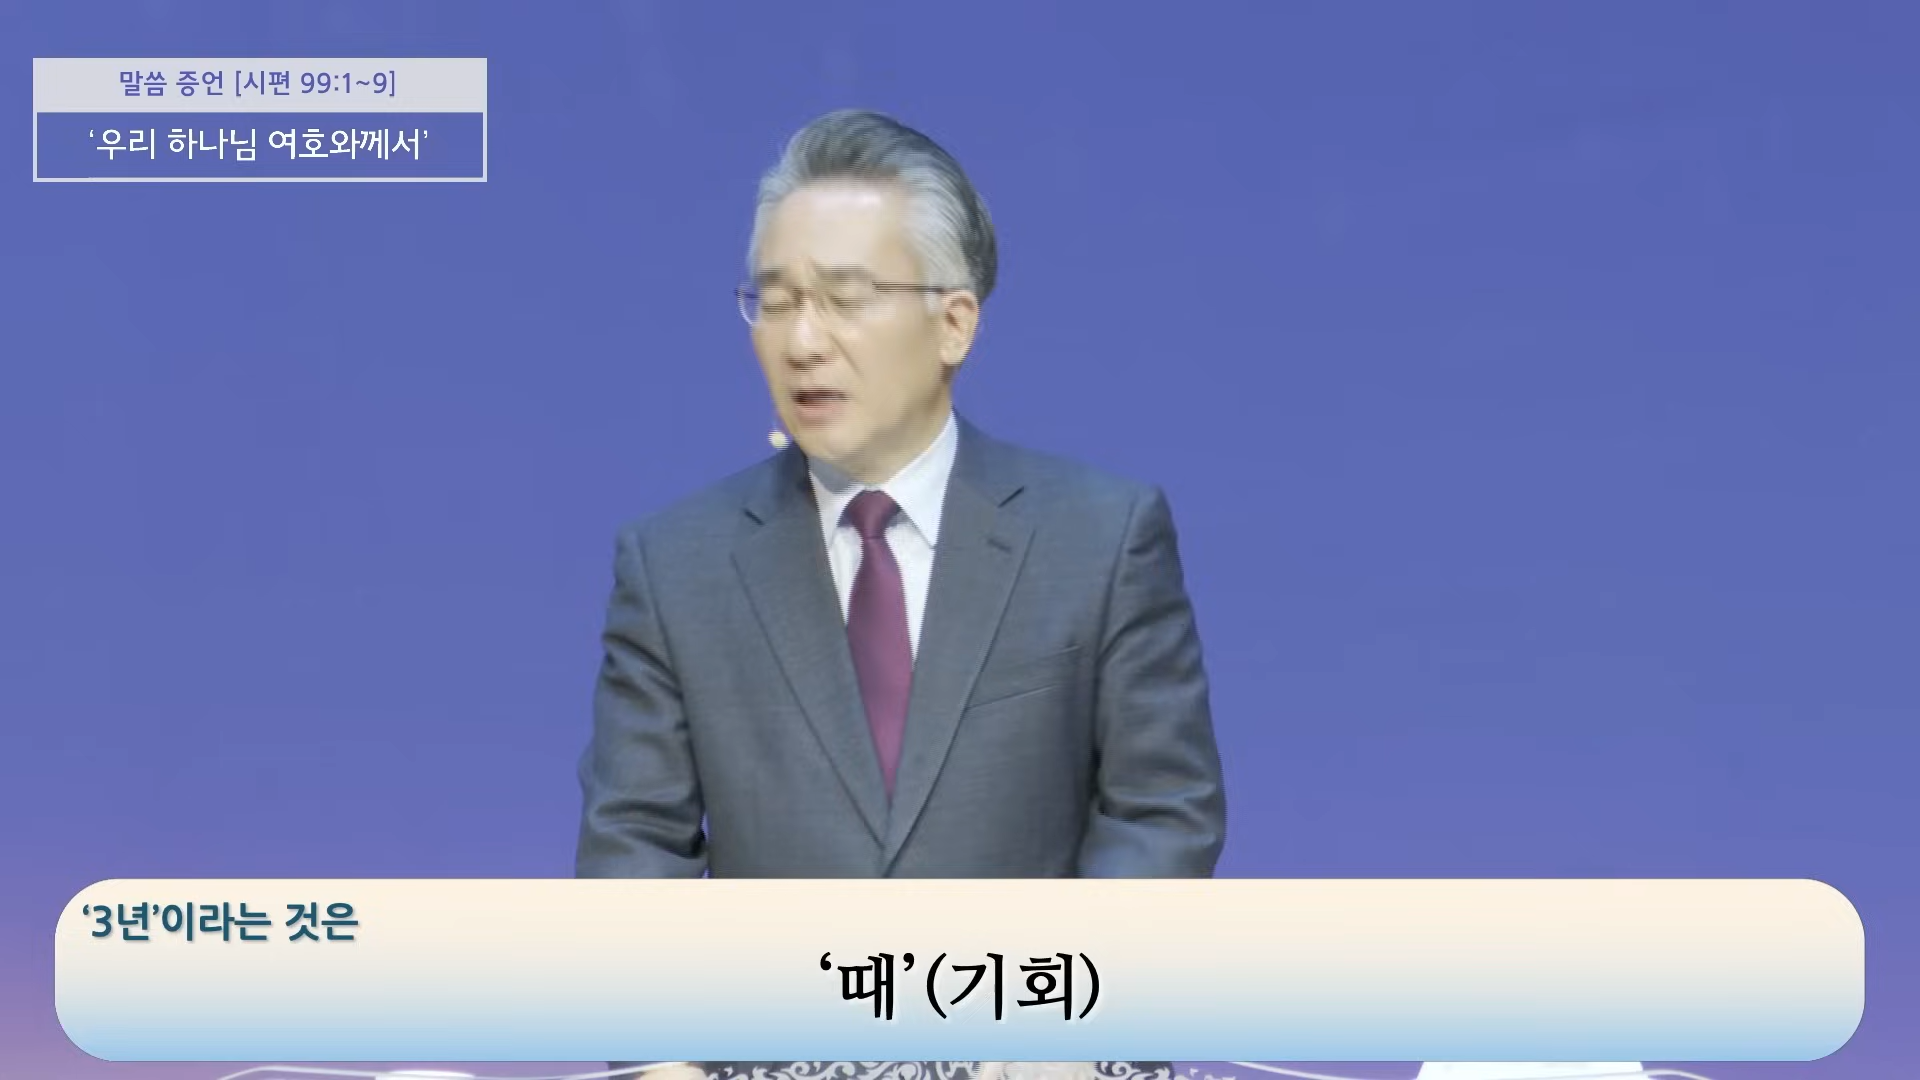 말씀 증언 [시편 99:1~9]
‘우리 하나님 여호와께서’
‘3년’이라는 것은
‘때’(기회)